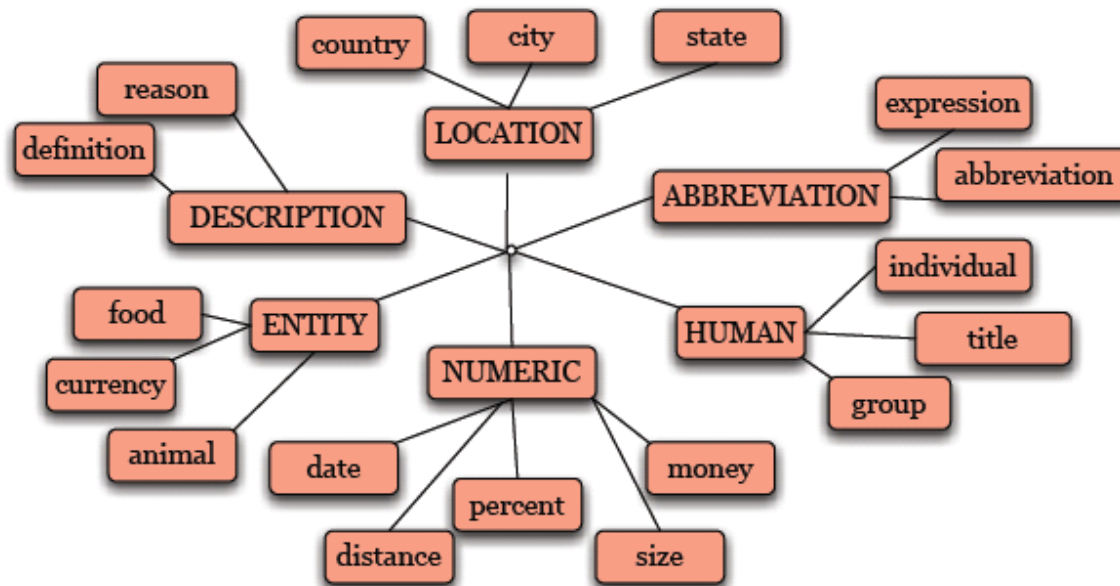 country
city
state
reason
definition
LOCATION
expression
abbreviation
DESCRIPTION
ABBREVIATION
individual
food
ENTITY
HUMAN
title
currency
NUMERIC
group
animal
date
money
percent
distance
size